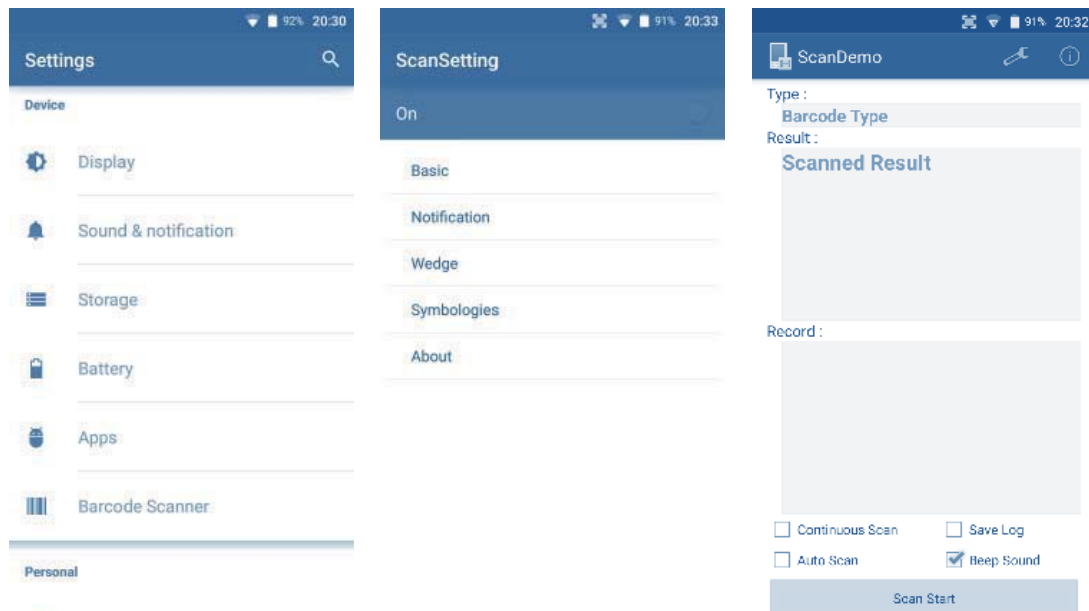 92% 20:30
Settings
Device
Display
Sound & notification
Storage
Battery
Apps
Barcode Scanner
Personal
91% 20:33
ScanSetting
On
Basic
Notification
Wedge
Symbologies
About
91% 20:32
ScanDemo
Type :
Barcode Type
Result :
Scanned Result
Record :
Continuous Scan
Save Log
Auto Scan
Beep Sound
Scan Start